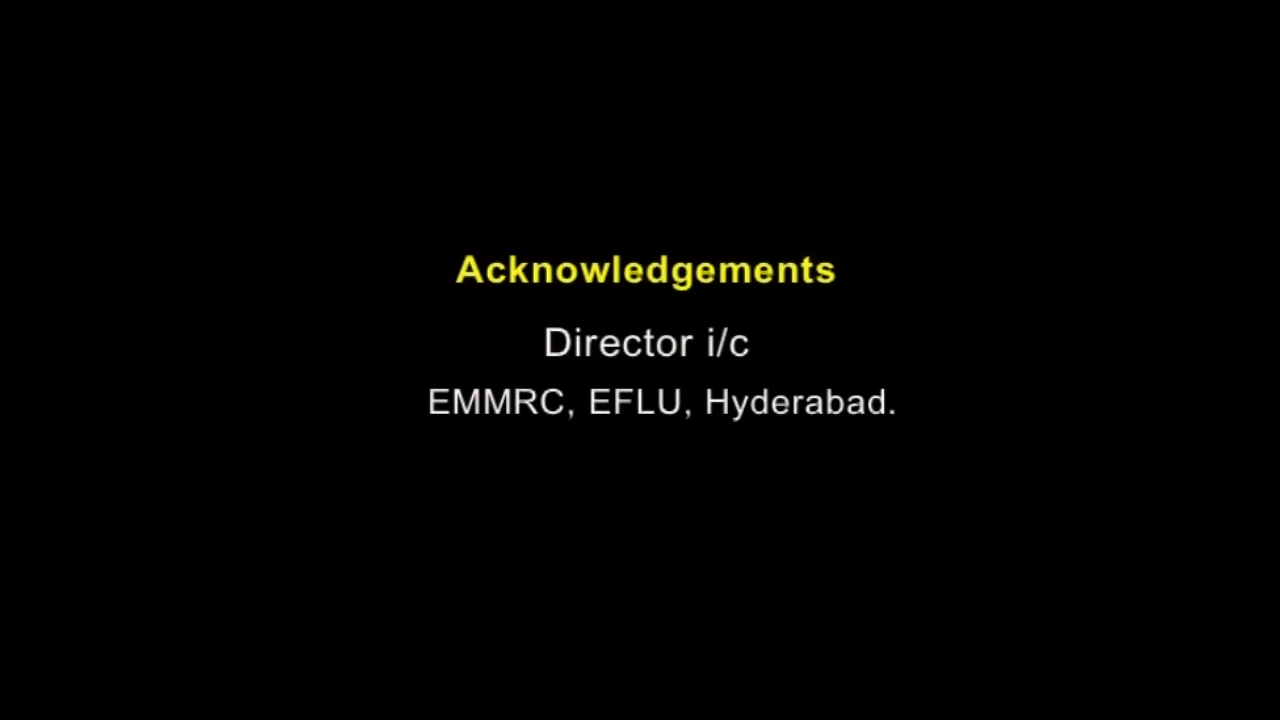 Acknowledgements
Director i/c
EMMRC, EFLU, Hyderabad.